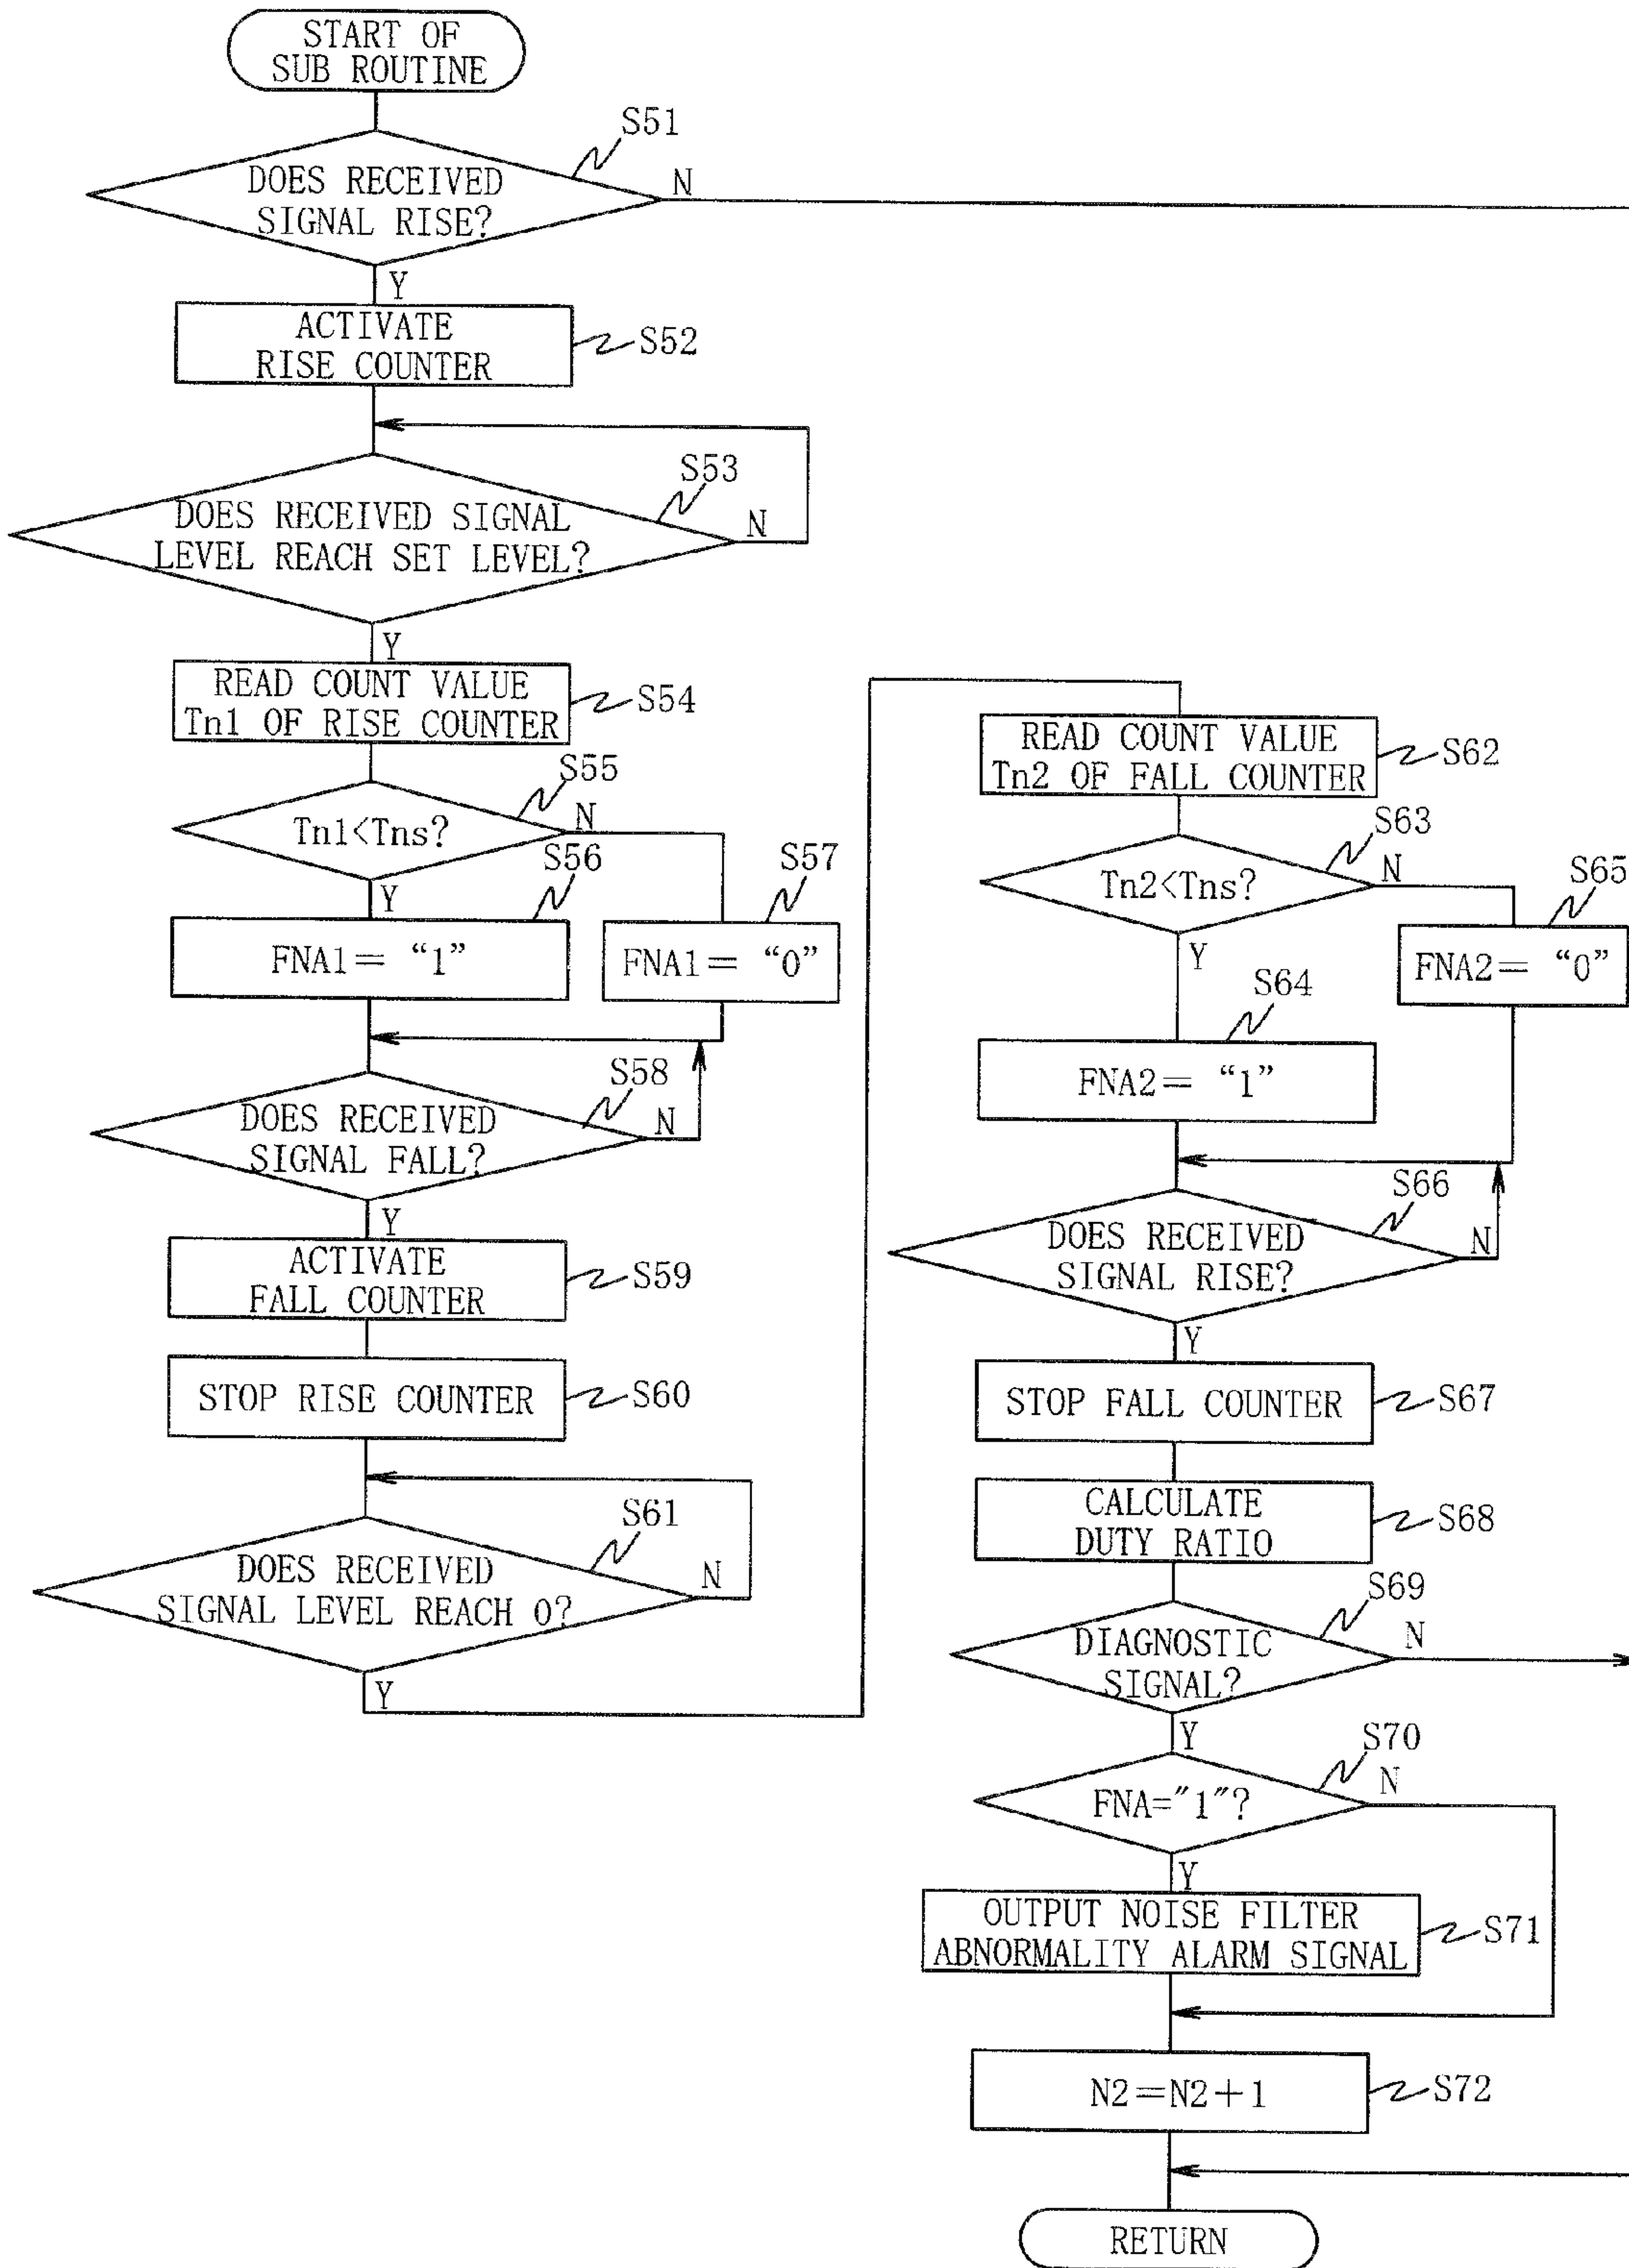 START OF
SUB ROUTINE
S51
DOES RECEIVED
SIGNAL RISE?
N
Y
ACTIVATE
RISE COUNTER
S52
S53
DOES RECEIVED SIGNAL
LEVEL REACH SET LEVEL?
N
Y
READ COUNT VALUE
Tn1 OF RISE COUNTER
S54
S55
Tn1<Tns?
N
Y
S56
S57
FNA1= “1”
FNA1= “0”
S58
DOES RECEIVED
SIGNAL FALL?
N
Y
ACTIVATE
FALL COUNTER
S59
STOP RISE COUNTER
S60
S61
DOES RECEIVED
SIGNAL LEVEL REACH 0?
N
Y
READ COUNT VALUE
Tn2 OF FALL COUNTER
S62
S63
Tn2<Tns?
N
Y
S65
FNA2= “0”
S64
FNA2= “1”
S66
DOES RECEIVED
SIGNAL RISE?
N
Y
STOP FALL COUNTER
S67
CALCULATE
DUTY RATIO
S68
S69
DIAGNOSTIC
SIGNAL?
N
Y
S70
FNA="1"?
N
Y
OUTPUT NOISE FILTER
ABNORMALITY ALARM SIGNAL
S71
N2=N2+1
S72
RETURN